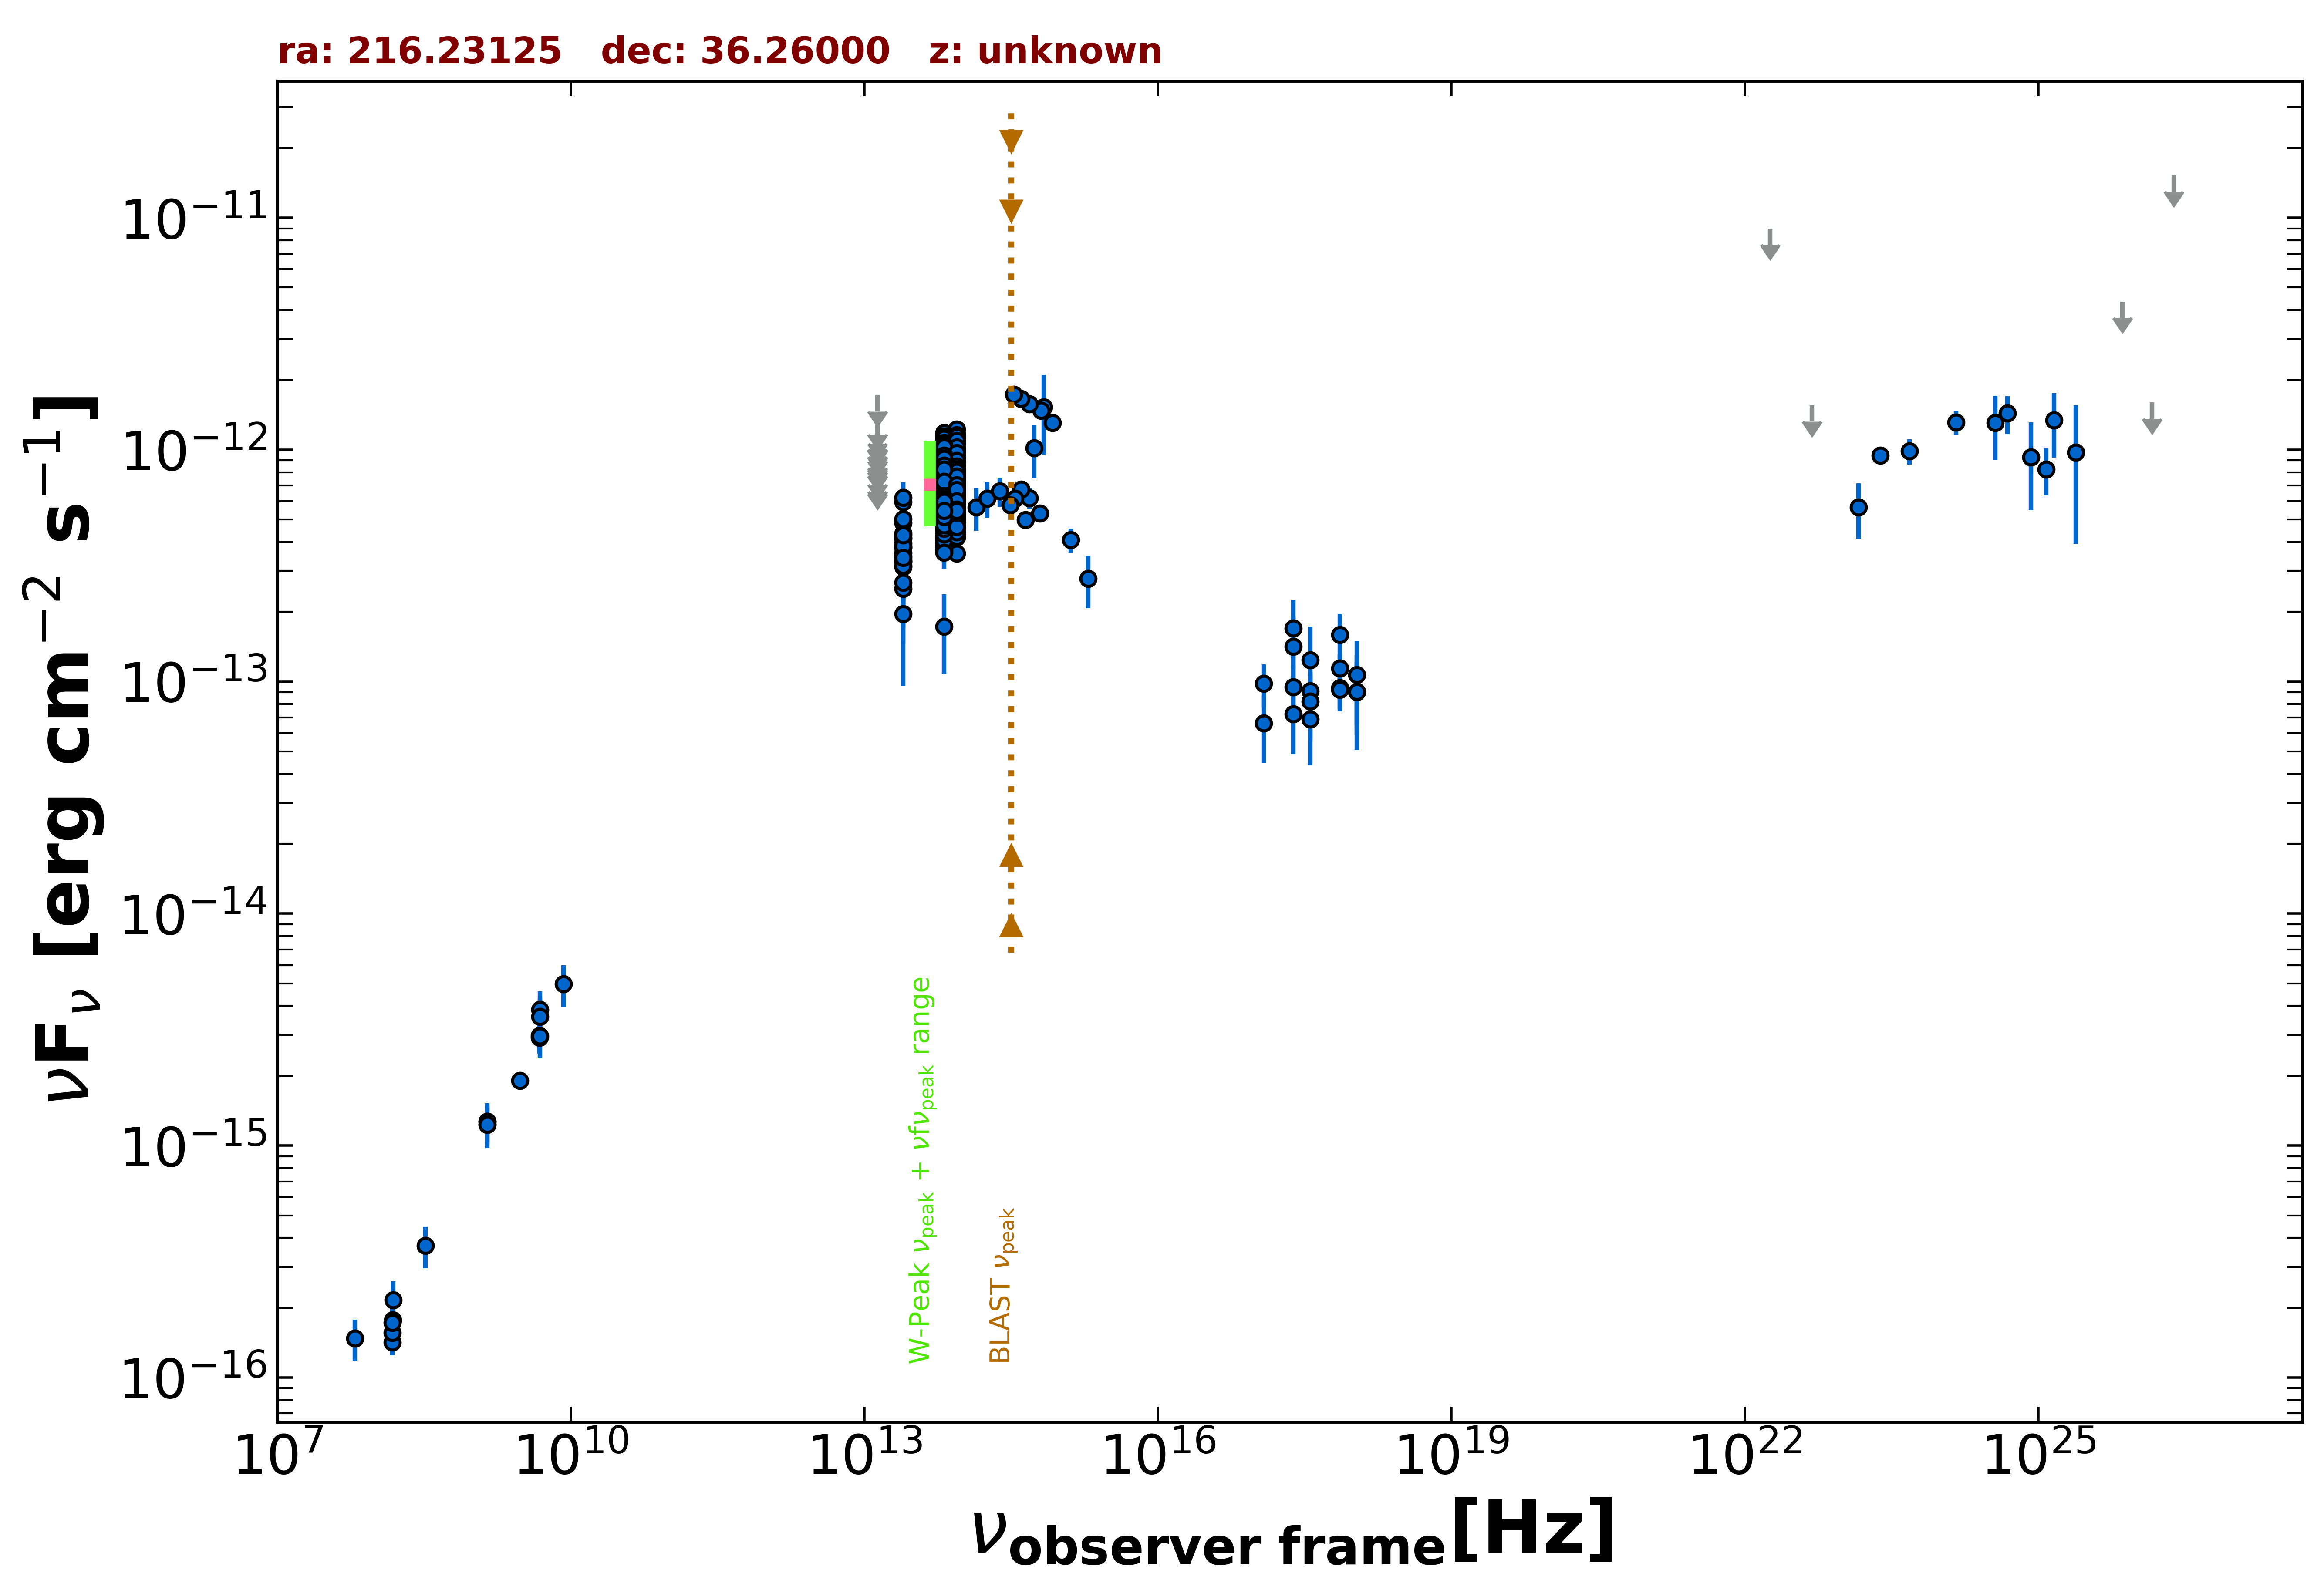 ra: 216.23125 dec: 36.26000 z: unknown
νFν [erg cm−2 s−1]
10−11
10−12
10−13
10−14
10−15
10−16
W-Peak νpeak + νfνpeak range
BLAST νpeak
107
1010
1013
1016
1019
1022
1025
νobserver frame[Hz]